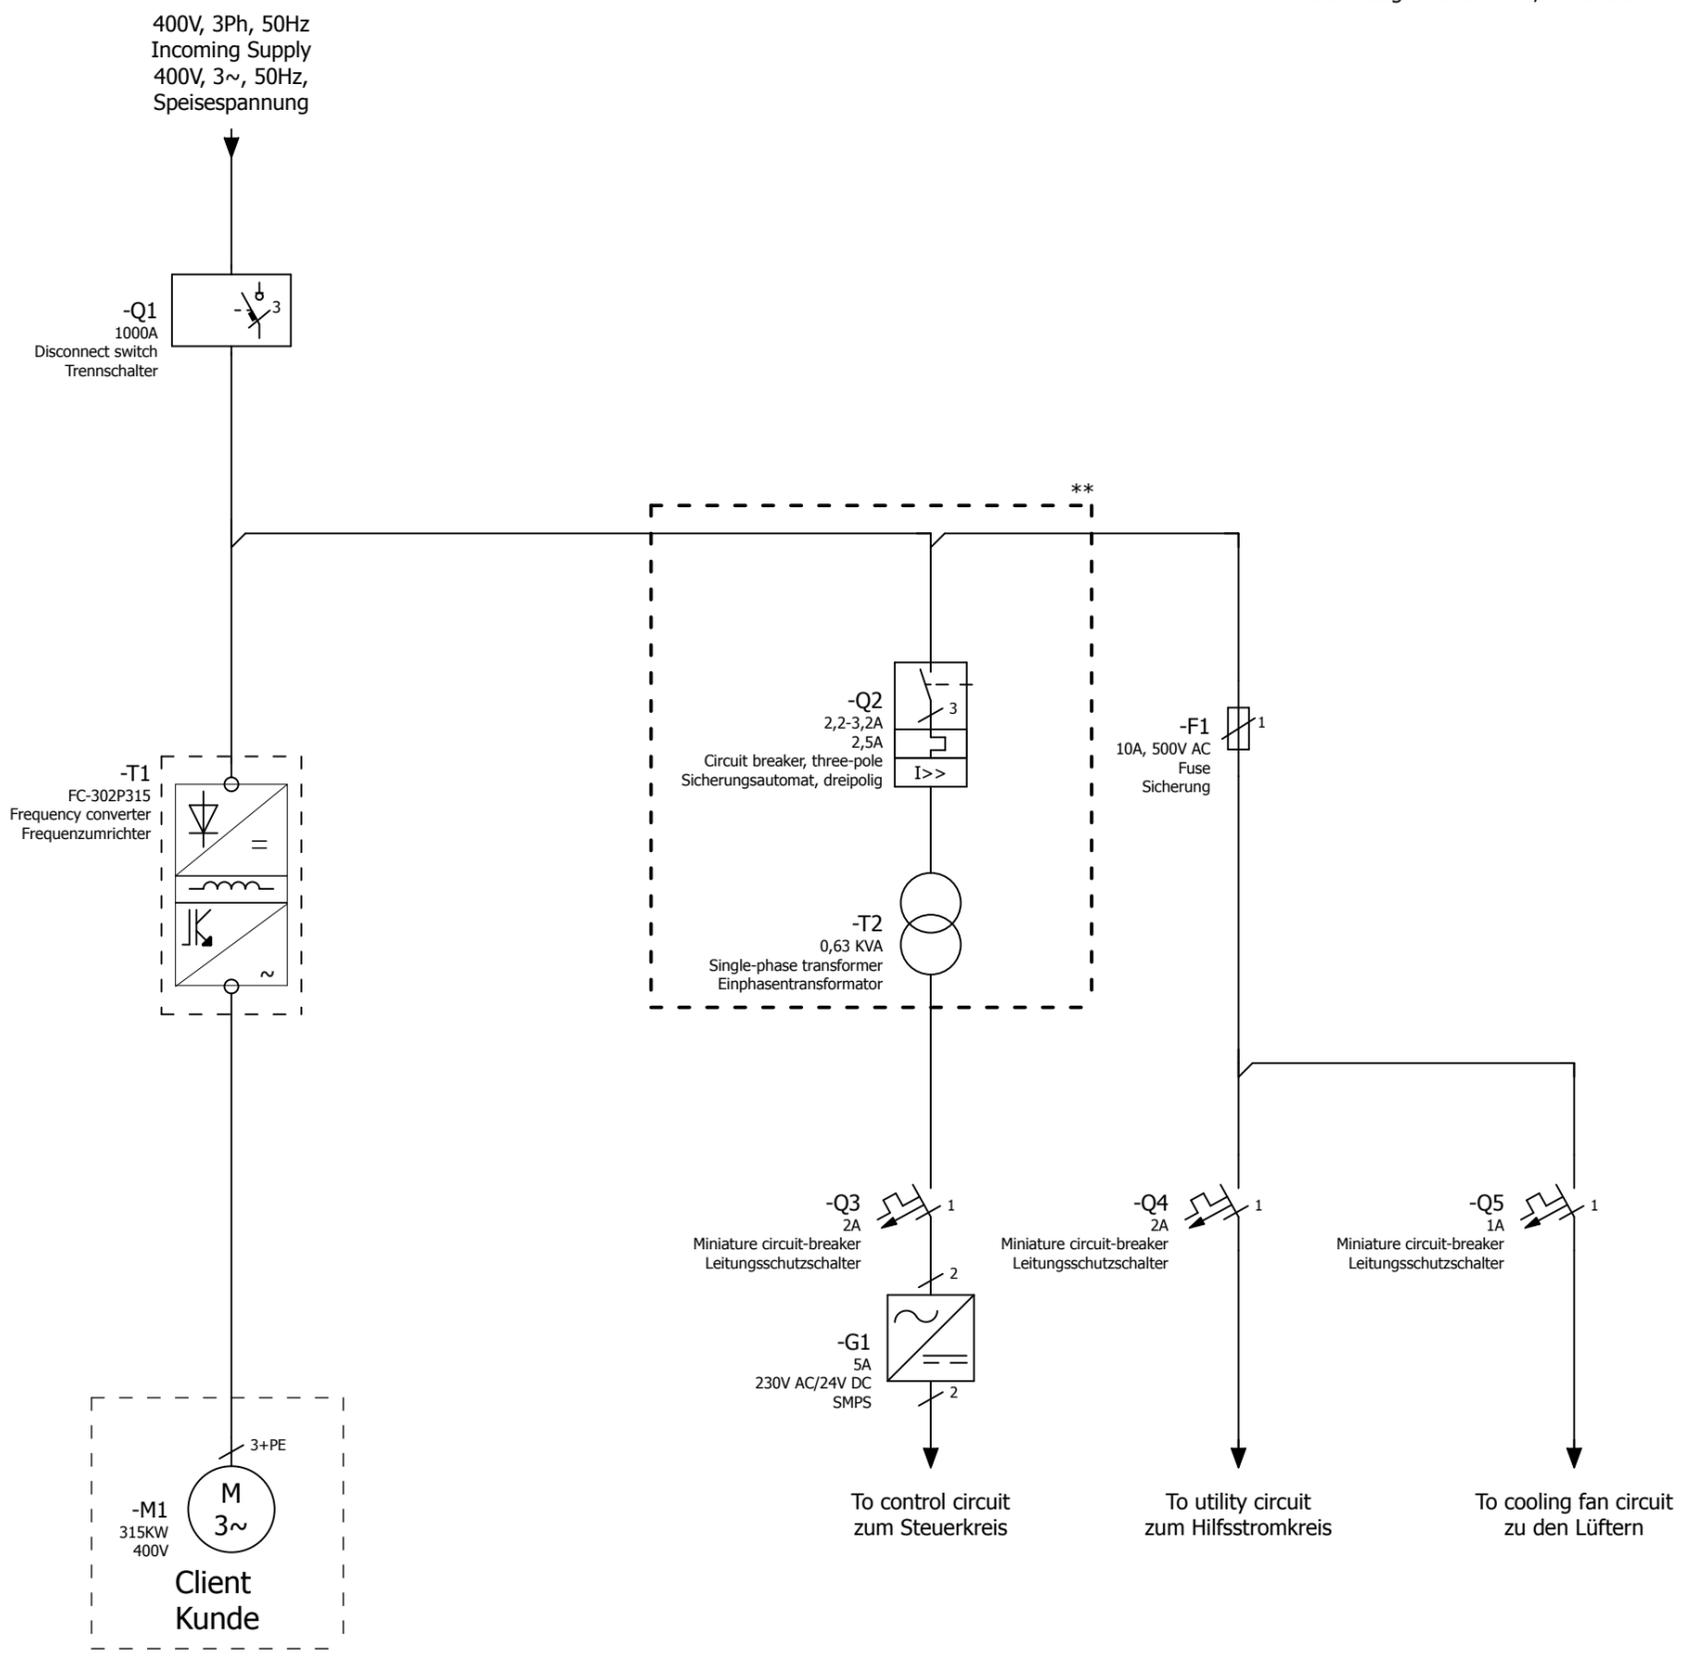 400V, 3Ph, 50Hz
Incoming Supply
400V, 3~, 50Hz,
Speisespannung
-Q1
1000A
Disconnect switch
Trennschalter
3
**
-Q2
2,2-3,2A
2,5A
Circuit breaker, three-pole
Sicherungsautomat, dreipolig
3
I>>
-F1
10A, 500V AC
Fuse
Sicherung
1
-T1
FC-302P315
Frequency converter
Frequenzumrichter
=
~
-T2
0,63 KVA
Single-phase transformer
Einphasentransformator
-Q3
2A
Miniature circuit-breaker
Leitungsschutzschalter
1
-Q4
2A
Miniature circuit-breaker
Leitungsschutzschalter
1
-Q5
1A
Miniature circuit-breaker
Leitungsschutzschalter
1
2
-G1
5A
230V AC/24V DC
SMPS
2
3+PE
M
3~
-M1
315KW
400V
Client
Kunde
To control circuit
zum Steuerkreis
To utility circuit
zum Hilfsstromkreis
To cooling fan circuit
zu den Lüftern